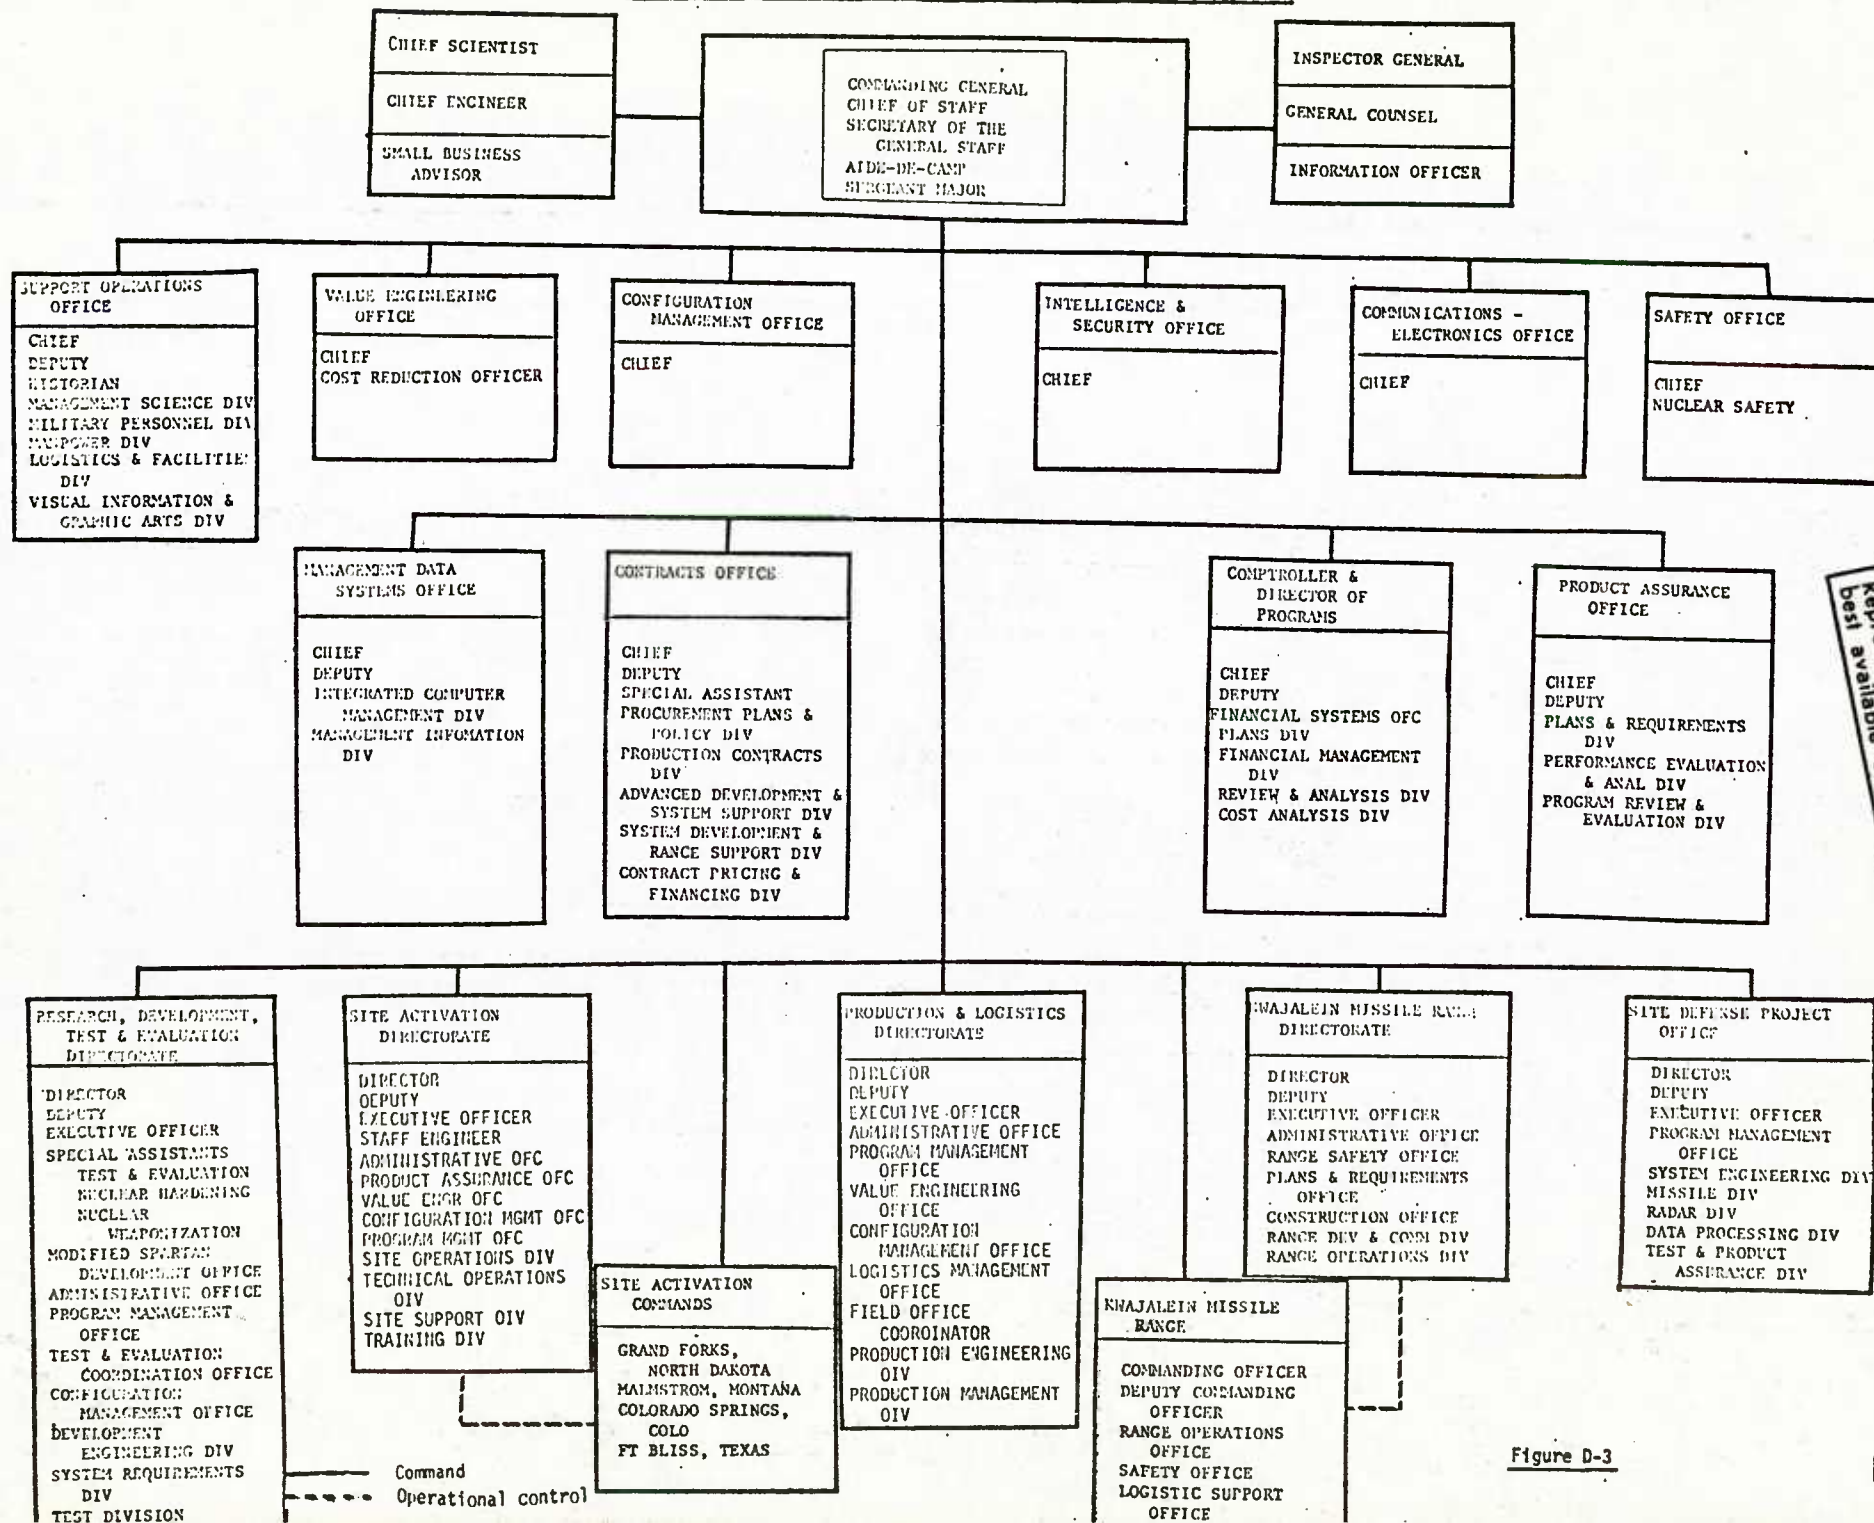 CHIEF SCIENTIST
CHIEF ENGINEER
SMALL BUSINESS
ADVISOR
COMMANDING GENERAL
CHIEF OF STAFF
SECRETARY OF THE
GENERAL STAFF
AIDE-DE-CAMP
SERGEANT MAJOR
INSPECTOR GENERAL
GENERAL COUNSEL
INFORMATION OFFICER
SUPPORT OPERATIONS
OFFICE
CHIEF
DEPUTY
HISTORIAN
MANAGEMENT SCIENCE DIV
MILITARY PERSONNEL DIV
MANPOWER DIV
LOGISTICS & FACILITIE
DIV
VISUAL INFORMATION &
GRAPHIC ARTS DIV
VALUE ENGINEERING
OFFICE
CHIEF
COST REDUCTION OFFICER
CONFIGURATION
MANAGEMENT OFFICE
CHIEF
INTELLIGENCE &
SECURITY OFFICE
CHIEF
COMMUNICATIONS -
ELECTRONICS OFFICE
CHIEF
SAFETY OFFICE
CHIEF
NUCLEAR SAFETY
MANAGEMENT DATA
SYSTEMS OFFICE
CHIEF
DEPUTY
INTEGRATED COMPUTER
MANAGEMENT DIV
MANAGEMENT INFOMATION
DIV
CONTRACTS OFFICE
CHIEF
DEPUTY
SPECIAL ASSISTANT
PROCUREMENT PLANS &
POLICY DIV
PRODUCTION CONTRACTS
DIV
ADVANCED DEVELOPMENT &
SYSTEM SUPPORT DIV
SYSTEM DEVELOPMENT &
RANGE SUPPORT DIV
CONTRACT PRICING &
FINANCING DIV
COMPTROLLER &
DIRECTOR OF
PROGRAMS
CHIEF
DEPUTY
FINANCIAL SYSTEMS OFC
PLANS DIV
FINANCIAL MANAGEMENT
DIV
REVIEW & ANALYSIS DIV
COST ANALYSIS DIV
PRODUCT ASSURANCE
OFFICE
CHIEF
DEPUTY
PLANS & REQUIREMENTS
DIV
PERFORMANCE EVALUATION
& ANAL DIV
PROGRAM REVIEW &
EVALUATION DIV
best available
RESEARCH, DEVELOPMENT,
TEST & EVALUATION
DIRECTORATE
DIRECTOR
DEPUTY
EXECUTIVE OFFICER
SPECIAL ASSISTANTS
TEST & EVALUATION
NUCLEAR HARDENING
NUCLEAR
WEAPONIZATION
MODIFIED SPARTAN
DEVELOPMENT OFFICE
ADMINISTRATIVE OFFICE
PROGRAM MANAGEMENT
OFFICE
TEST & EVALUATION
COORDINATION OFFICE
CONFIGURATION
MANAGEMENT OFFICE
DEVELOPMENT
ENGINEERING DIV
SYSTEM REQUIREMENTS
DIV
TEST DIVISION
SITE ACTIVATION
DIRECTORATE
DIRECTOR
DEPUTY
EXECUTIVE OFFICER
STAFF ENGINEER
ADMINISTRATIVE OFC
PRODUCT ASSURANCE OFC
VALUE ENGR OFC
CONFIGURATION MGMT OFC
PROGRAM MGMT OFC
SITE OPERATIONS DIV
TECHNICAL OPERATIONS
DIV
SITE SUPPORT DIV
TRAINING DIV
SITE ACTIVATION
COMMANDS
GRAND FORKS,
NORTH DAKOTA
MALMSTROM, MONTANA
COLORADO SPRINGS,
COLO
FT BLISS, TEXAS
PRODUCTION & LOGISTICS
DIRECTORATE
DIRECTOR
DEPUTY
EXECUTIVE OFFICER
ADMINISTRATIVE OFFICE
PROGRAM MANAGEMENT
OFFICE
VALUE ENGINEERING
OFFICE
CONFIGURATION
MANAGEMENT OFFICE
LOGISTICS MANAGEMENT
OFFICE
FIELD OFFICE
COORDINATOR
PRODUCTION ENGINEERING
DIV
PRODUCTION MANAGEMENT
DIV
KWAJALEIN MISSILE
RANGE
COMMANDING OFFICER
DEPUTY COMMANDING
OFFICER
RANGE OPERATIONS
OFFICE
SAFETY OFFICE
LOGISTIC SUPPORT
OFFICE
KWAJALEIN MISSILE RANGE
DIRECTORATE
DIRECTOR
DEPUTY
EXECUTIVE OFFICER
ADMINISTRATIVE OFFICE
RANGE SAFETY OFFICE
PLANS & REQUIREMENTS
OFFICE
CONSTRUCTION OFFICE
RANGE DEV & COMM DIV
RANGE OPERATIONS DIV
SITE DEFENSE PROJECT
OFFICE
DIRECTOR
DEPUTY
EXECUTIVE OFFICER
PROGRAM MANAGEMENT
OFFICE
SYSTEM ENGINEERING DIV
MISSILE DIV
RADAR DIV
DATA PROCESSING DIV
TEST & PRODUCT
ASSURANCE DIV
Command
Operational control
Figure D-3